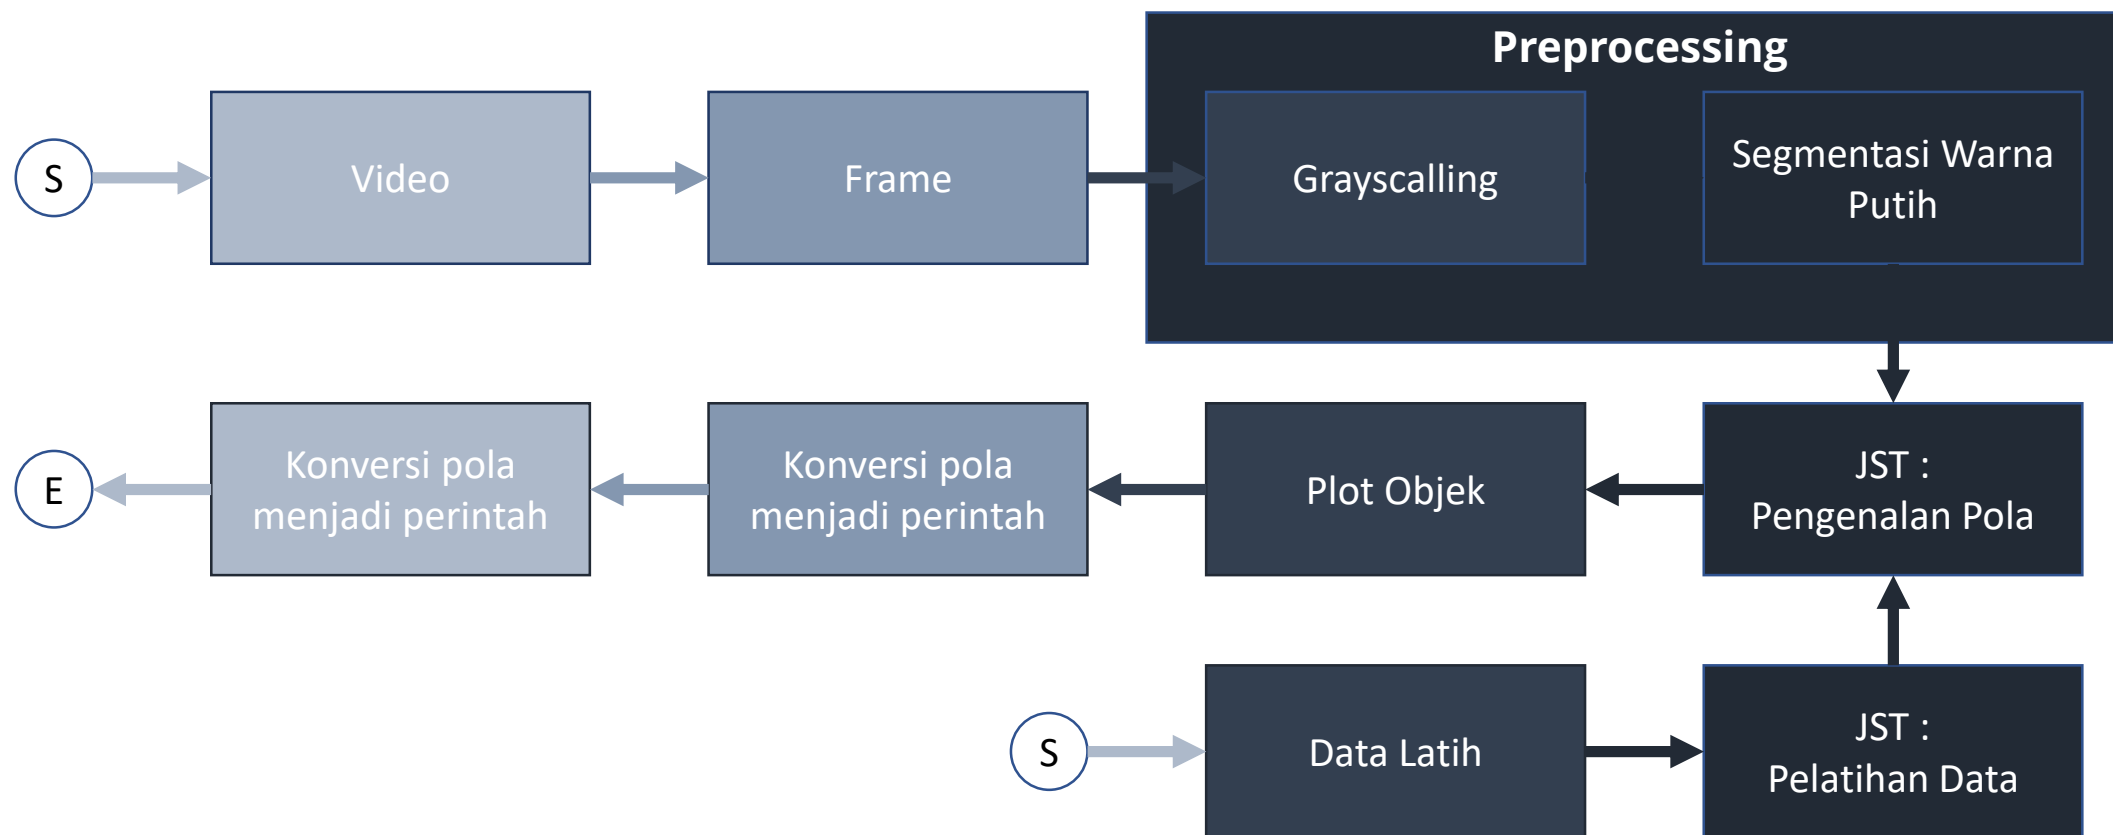 Preprocessing
S
Video
Frame
Grayscalling
Segmentasi Warna
Putih
E
Konversi pola
menjadi perintah
Konversi pola
menjadi perintah
Plot Objek
JST :
Pengenalan Pola
S
Data Latih
JST :
Pelatihan Data